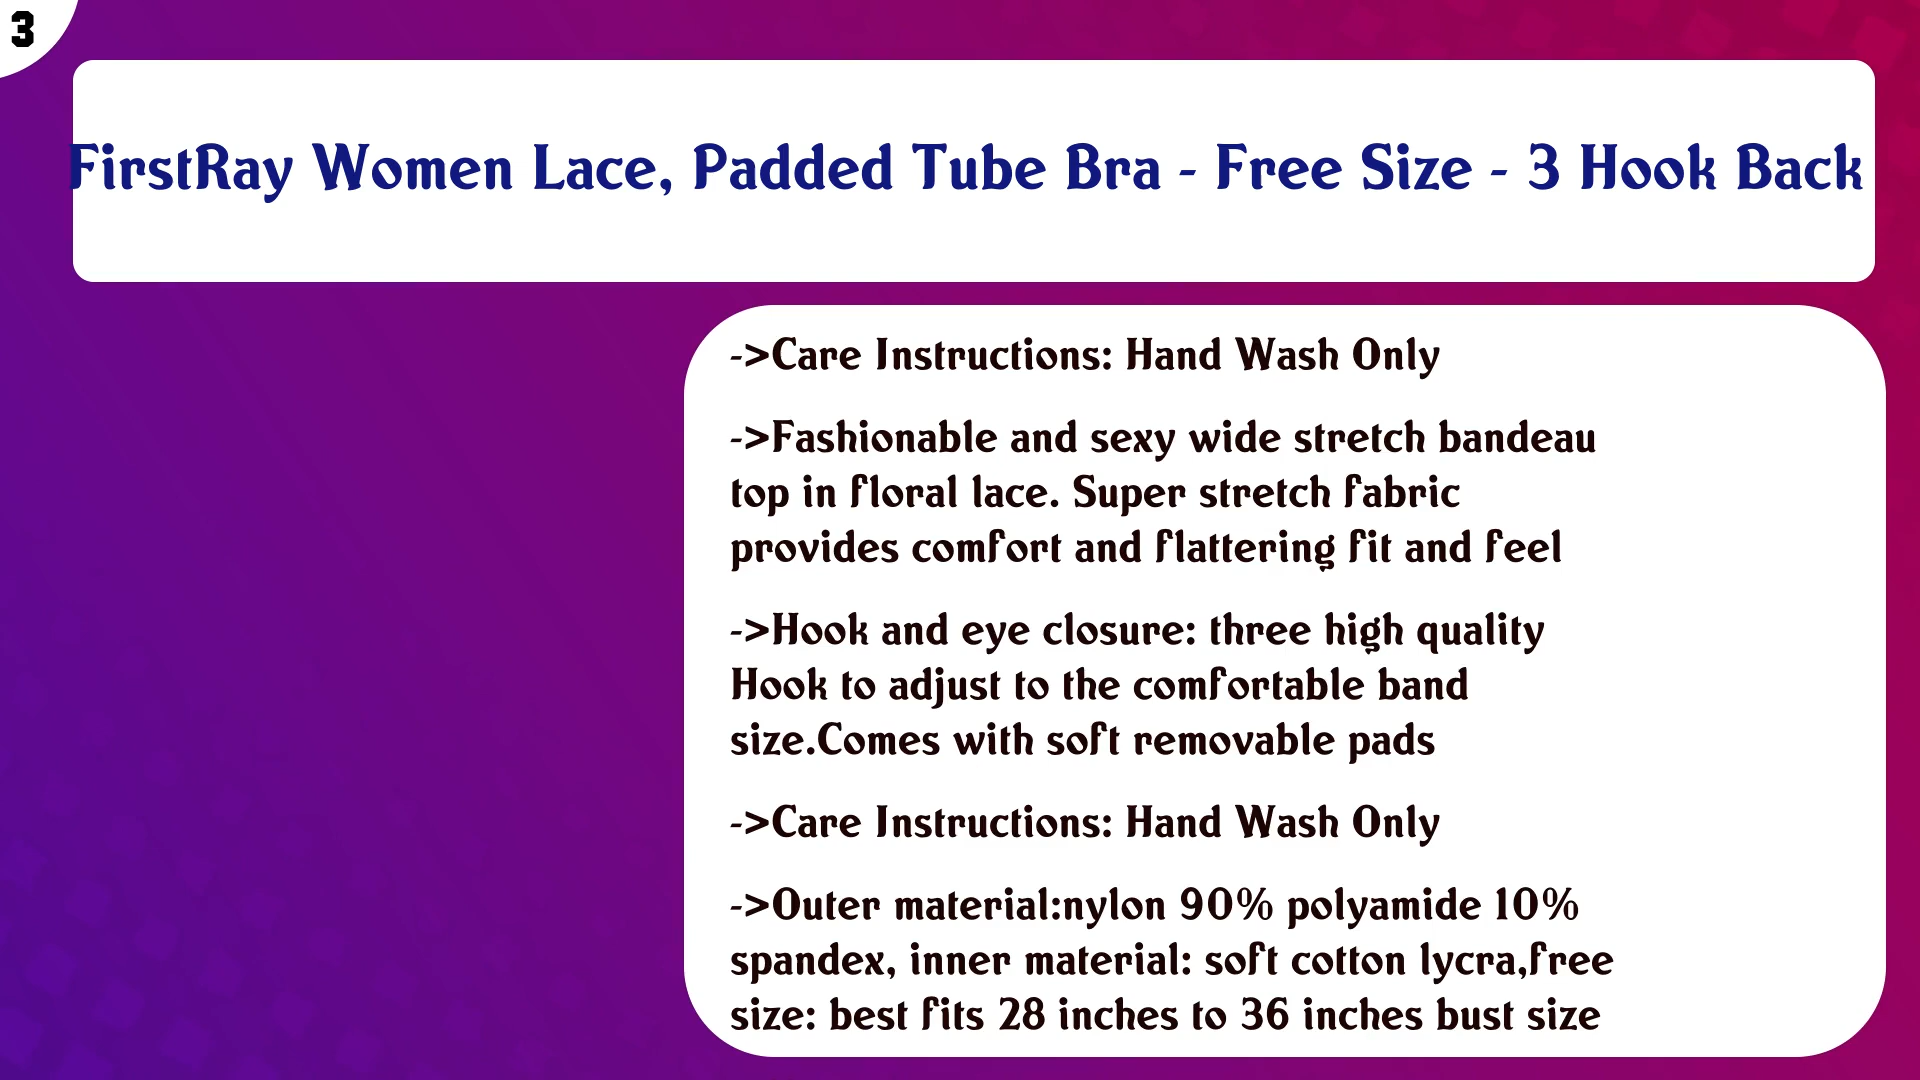 3
FirstRay Women Lace, Padded Tube Bra - Free Size - 3 Hook Back
->Care Instructions: Hand Wash Only
->Fashionable and sexy wide stretch bandeau
top in floral lace. Super stretch fabric
provides comfort and flattering fit and feel
->Hook and eye closure: three high quality
Hook to adjust to the comfortable band
size.Comes with soft removable pads
->Care Instructions: Hand Wash Only
->Outer material:nylon 90% polyamide 10%
spandex, inner material: soft cotton lycra,free
size: best fits 28 inches to 36 inches bust size